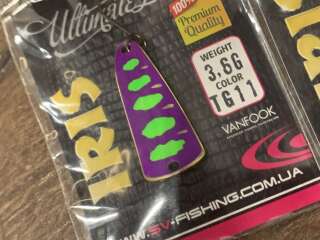 Ultimate
100%
Premium
Quality
IRIS
WEIGHT
3,6G
COLOR
TG11
VANFOOK
WWW.SV-FISHING.COM.UA